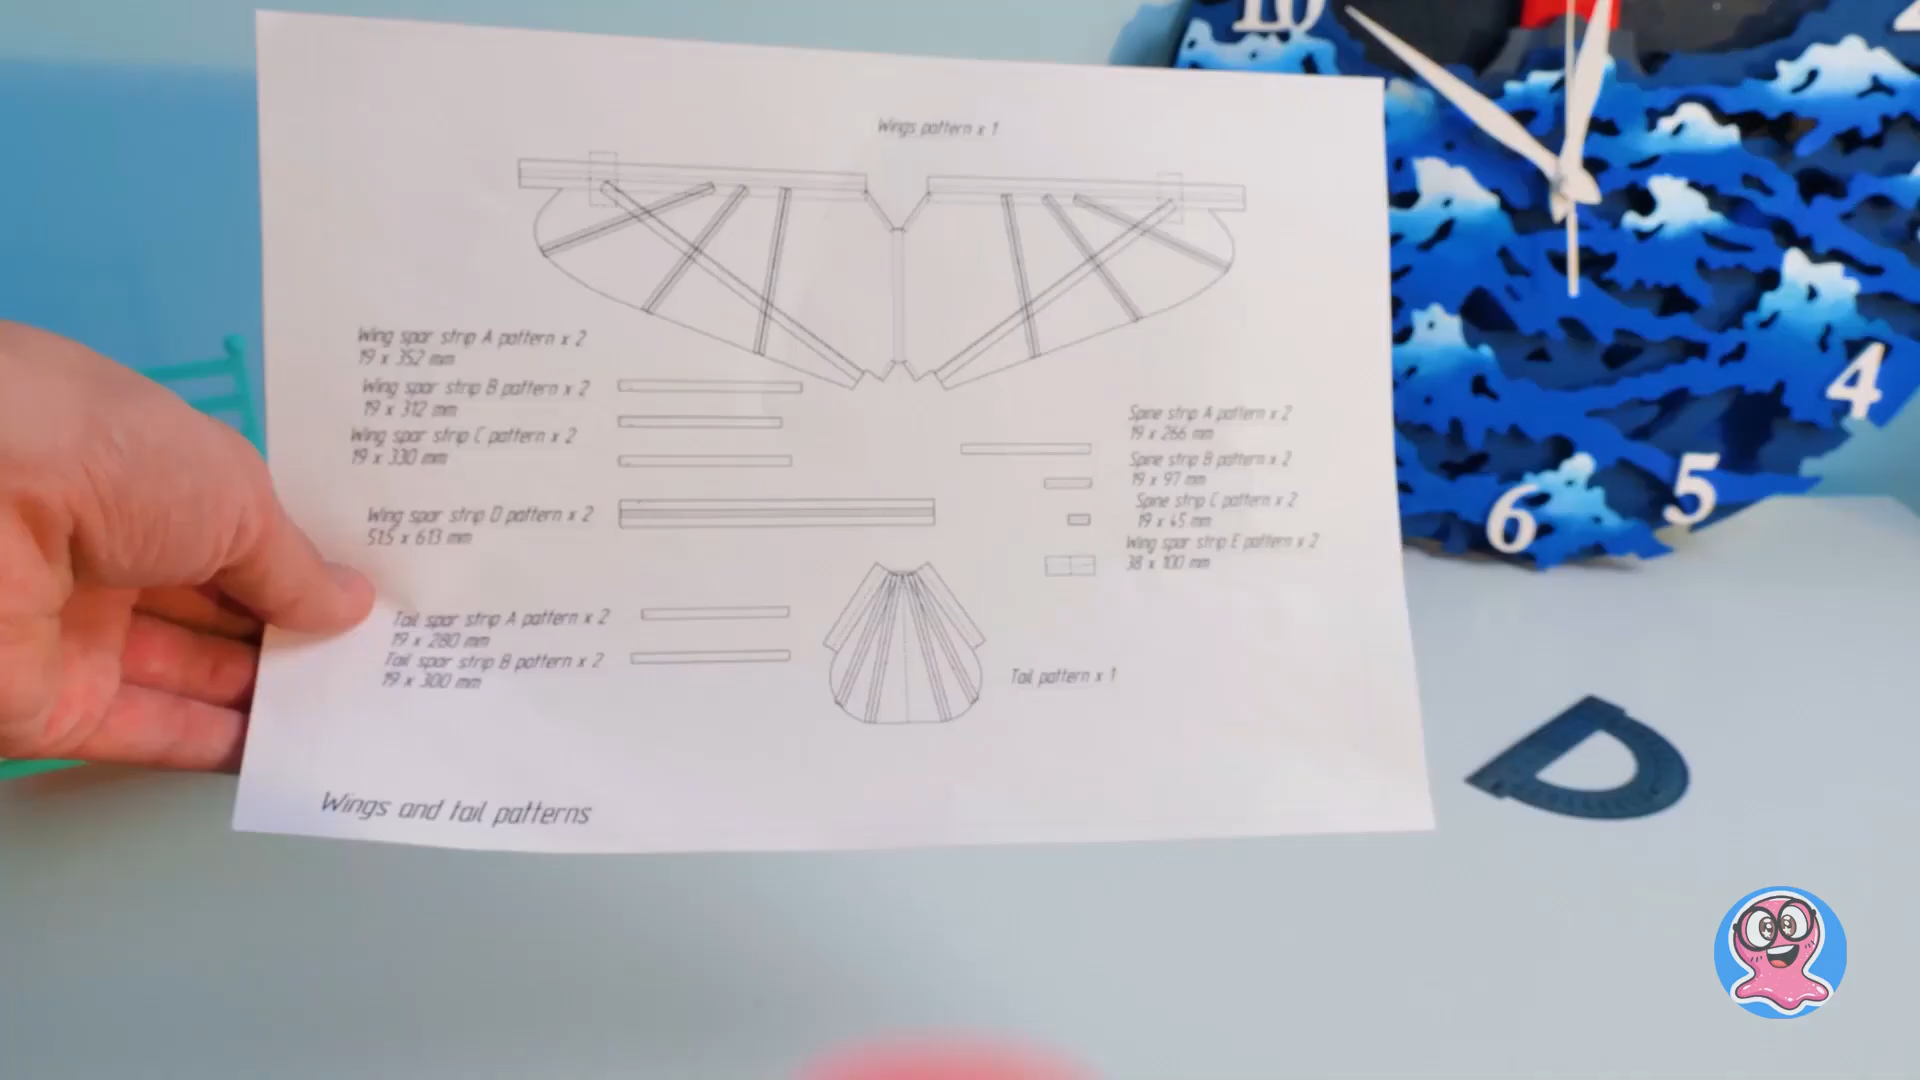 Wings pattern x 1
Wing spar strip A pattern x 2
19 x 352 mm
Wing spar strip B pattern x 2
19 x 312 mm
Wing spar strip C pattern x 2
19 x 330 mm
Wing spar strip D pattern x 2
51.5 x 613 mm
Tail spar strip A pattern x 2
19 x 280 mm
Tail spar strip B pattern x 2
19 x 300 mm
Spine strip A pattern x 2
19 x 266 mm
Spine strip B pattern x 2
19 x 97 mm
Spine strip C pattern x 2
19 x 45 mm
Wing spar strip E pattern x 2
38 x 100 mm
Tail pattern x 1
Wings and tail patterns
10
4
5
6